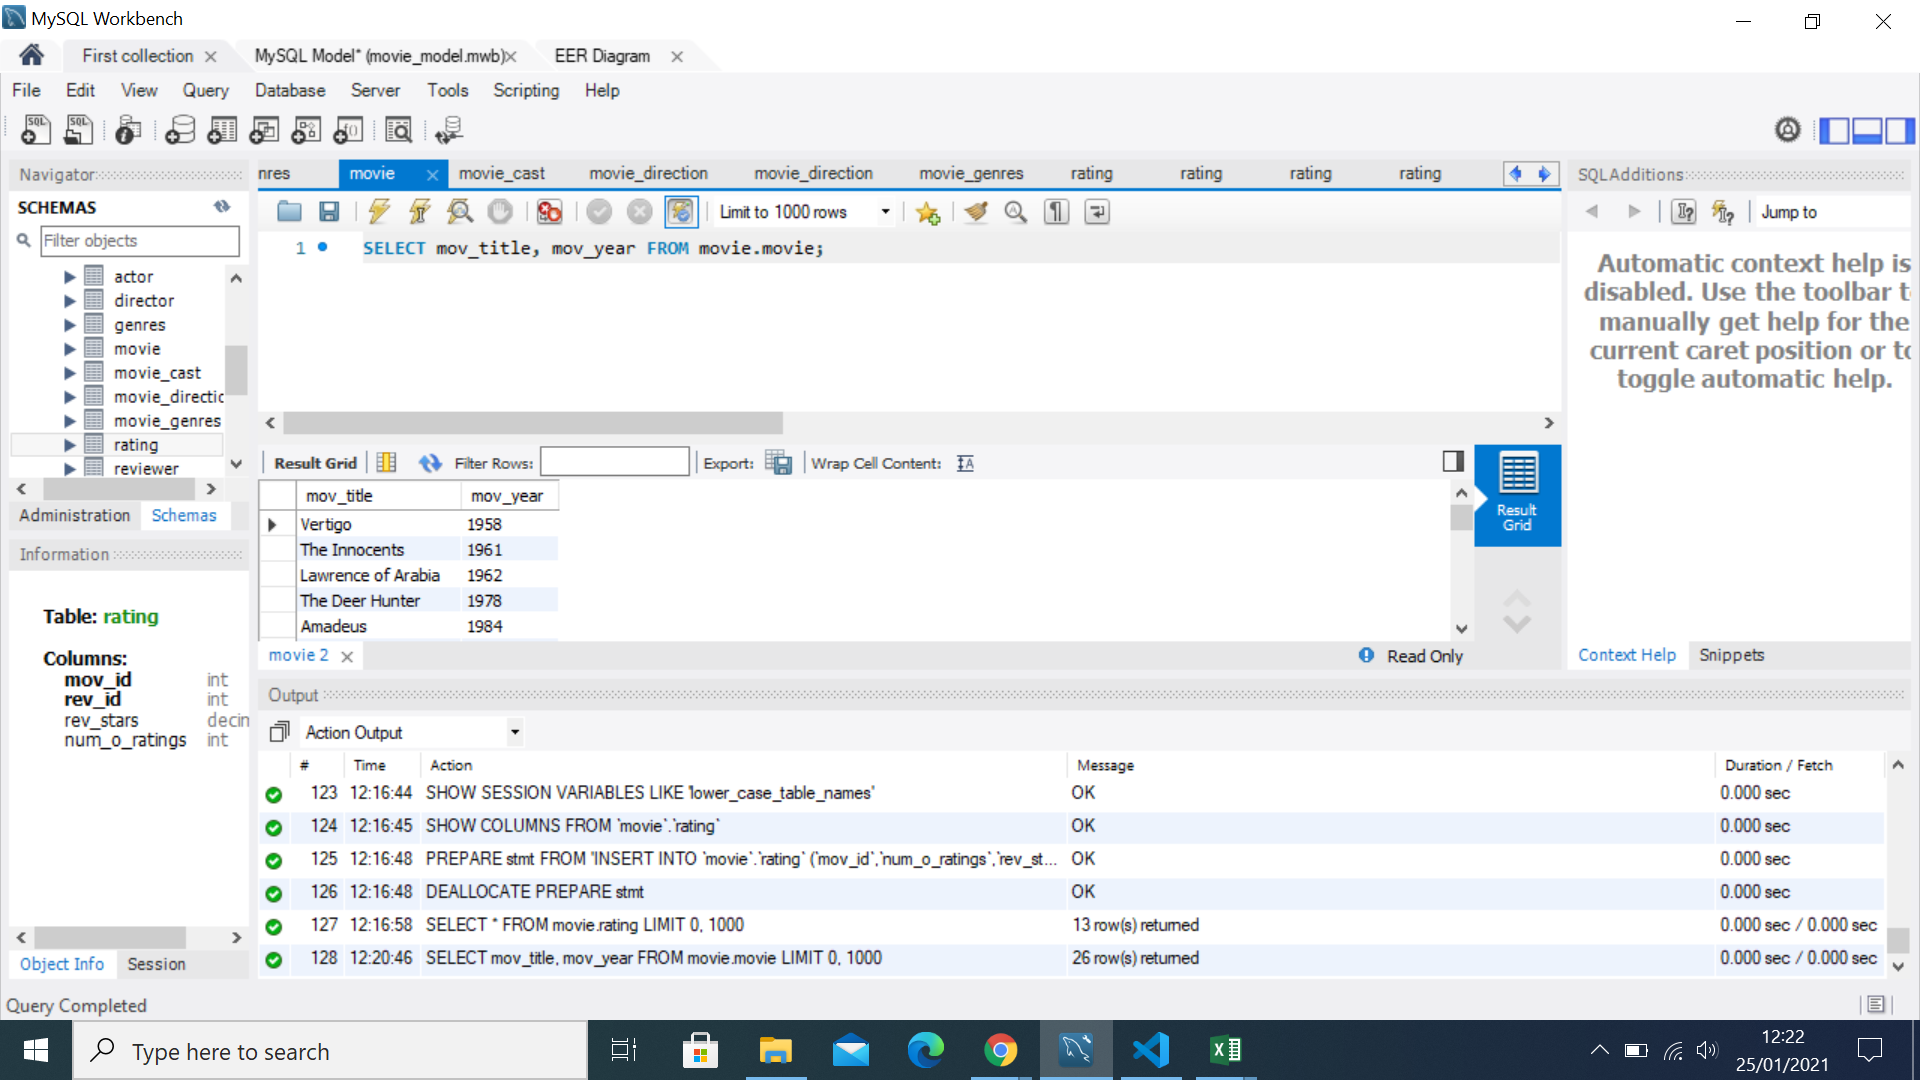 MySQL Workbench
First collection
MySQL Model* (movie_model.mwb)
EER Diagram
File Edit View Query Database Server Tools Scripting Help
Navigator
SCHEMAS
Filter objects
actor
director
genres
movie
movie_cast
movie_directic
movie_genres
rating
reviewer
Administration Schemas
Information
Table: rating
Columns:
mov_id int
rev_id int
rev_stars decin
num_o_ratings int
Object Info Session
nres movie movie_cast movie_direction movie_direction movie_genres rating rating rating rating
Limit to 1000 rows
1 SELECT mov_title, mov_year FROM movie.movie;
Result Grid Filter Rows: Export: Wrap Cell Content:
mov_title mov_year
Vertigo 1958
The Innocents 1961
Lawrence of Arabia 1962
The Deer Hunter 1978
Amadeus 1984
Result
Grid
movie 2
Read Only
SQLAdditions
Jump to
Automatic context help is
disabled. Use the toolbar t
manually get help for the
current caret position or to
toggle automatic help.
Context Help Snippets
Output
Action Output
# Time Action Message Duration / Fetch
123 12:16:44 SHOW SESSION VARIABLES LIKE 'lower_case_table_names' OK 0.000 sec
124 12:16:45 SHOW COLUMNS FROM `movie`.`rating` OK 0.000 sec
125 12:16:48 PREPARE stmt FROM 'INSERT INTO `movie`.`rating` (`mov_id`,`num_o_ratings`,`rev_st... OK 0.000 sec
126 12:16:48 DEALLOCATE PREPARE stmt OK 0.000 sec
127 12:16:58 SELECT * FROM movie.rating LIMIT 0, 1000 13 row(s) returned 0.000 sec / 0.000 sec
128 12:20:46 SELECT mov_title, mov_year FROM movie.movie LIMIT 0, 1000 26 row(s) returned 0.000 sec / 0.000 sec
Query Completed
Type here to search
12:22
25/01/2021